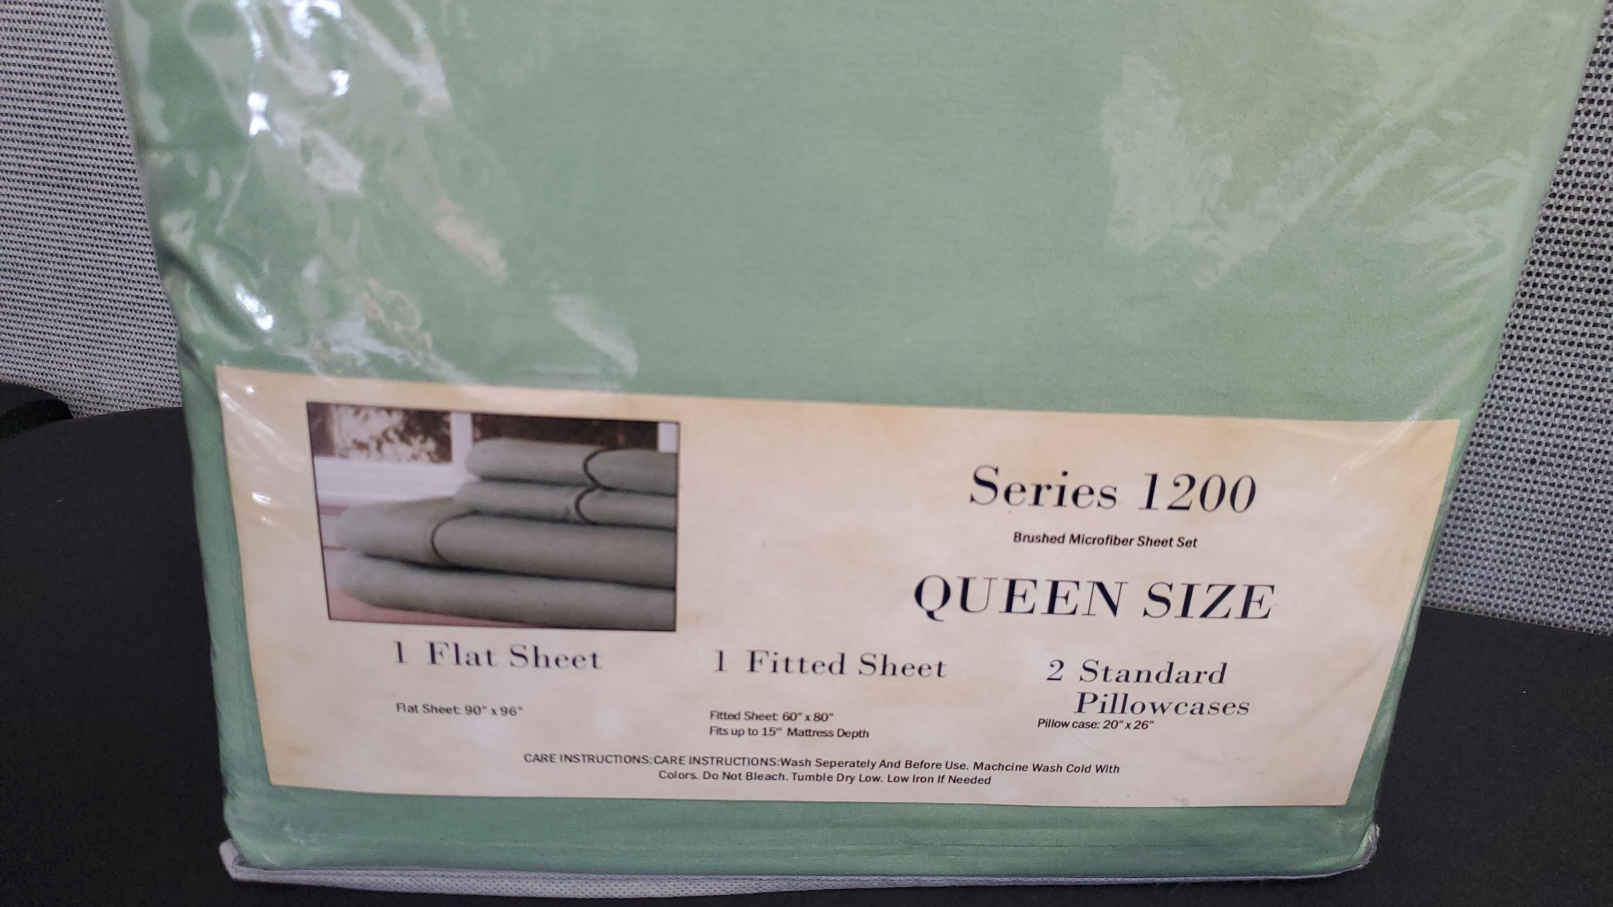 Series 1200
Brushed Microfiber Sheet Set
QUEEN SIZE
1 Flat Sheet
Flat Sheet: 90" x 96"
1 Fitted Sheet
Fitted Sheet: 60" x 80"
Fits up to 15" Mattress Depth
2 Standard
Pillowcases
Pillow case: 20" x 26"
CARE INSTRUCTIONS:CARE INSTRUCTIONS:Wash Seperately And Before Use. Machcine Wash Cold With
Colors. Do Not Bleach. Tumble Dry Low. Low Iron If Needed